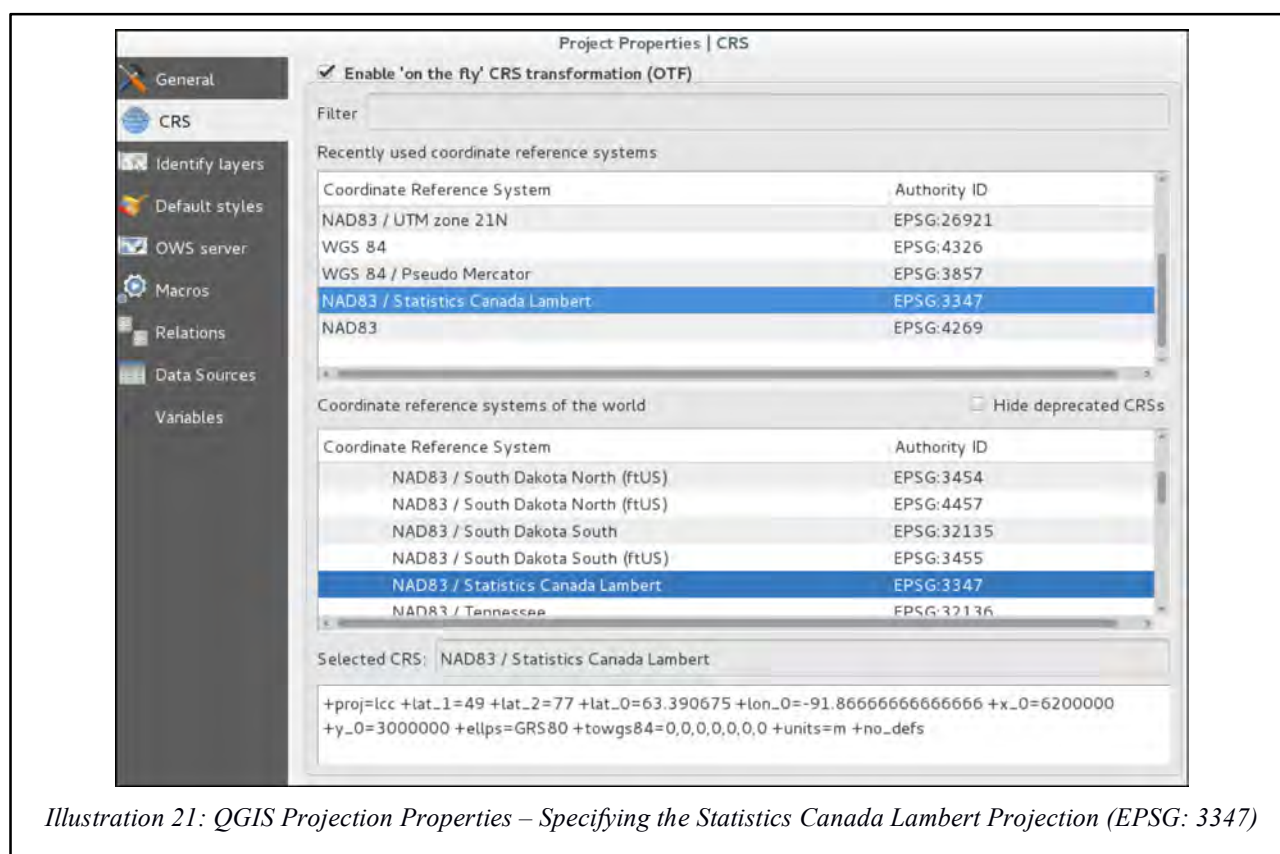 Project Properties | CRS
General
CRS
Identify layers
Default styles
OWS server
Macros
Relations
Data Sources
Variables
Enable 'on the fly' CRS transformation (OTF)
Filter
Recently used coordinate reference systems
Coordinate Reference System Authority ID
NAD83 / UTM zone 21N EPSG:26921
WGS 84 EPSG:4326
WGS 84 / Pseudo Mercator EPSG:3857
NAD83 / Statistics Canada Lambert EPSG:3347
NAD83 EPSG:4269
Coordinate reference systems of the world Hide deprecated CRSs
Coordinate Reference System Authority ID
NAD83 / South Dakota North (ftUS) EPSG:3454
NAD83 / South Dakota North (ftUS) EPSG:4457
NAD83 / South Dakota South EPSG:32135
NAD83 / South Dakota South (ftUS) EPSG:3455
NAD83 / Statistics Canada Lambert EPSG:3347
NAD83 / Tennessee EPSG:32136
Selected CRS: NAD83 / Statistics Canada Lambert
+proj=lcc +lat_1=49 +lat_2=77 +lat_0=63.390675 +lon_0=-91.86666666666666 +x_0=6200000
+y_0=3000000 +ellps=GRS80 +towgs84=0,0,0,0,0,0,0 +units=m +no_defs
Illustration 21: QGIS Projection Properties – Specifying the Statistics Canada Lambert Projection (EPSG: 3347)